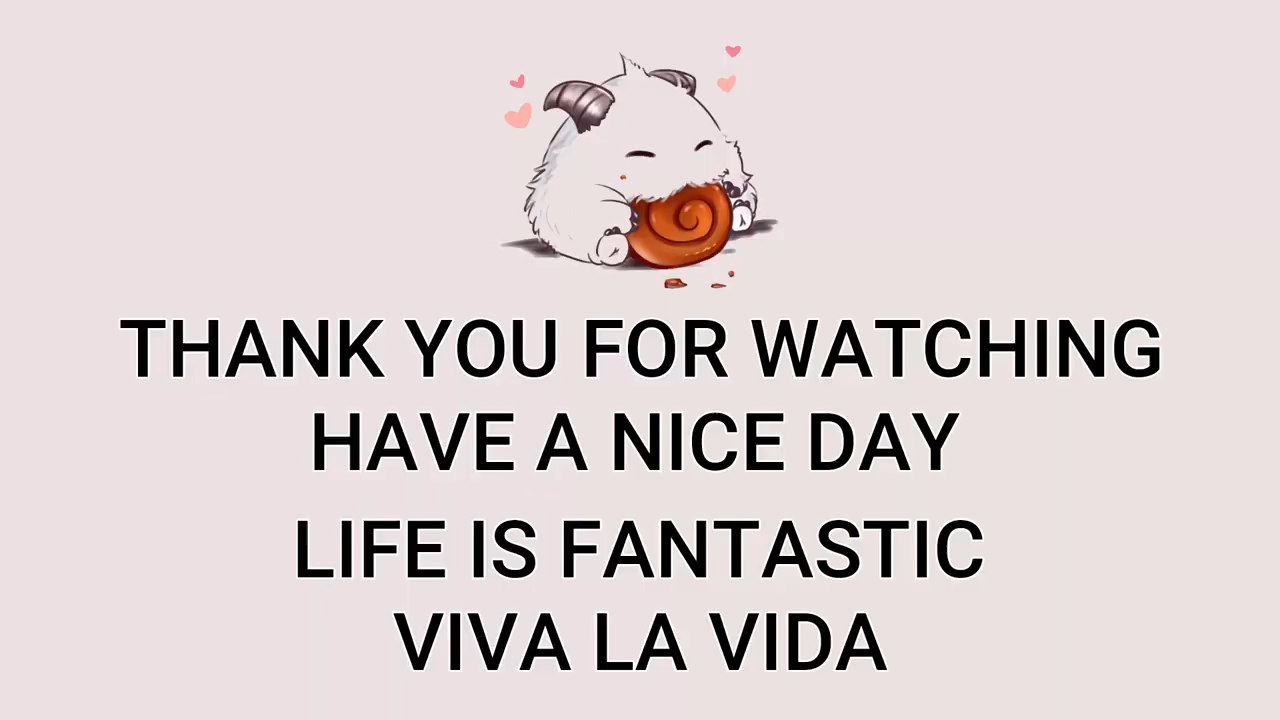 THANK YOU FOR WATCHING
HAVE A NICE DAY
LIFE IS FANTASTIC
VIVA LA VIDA